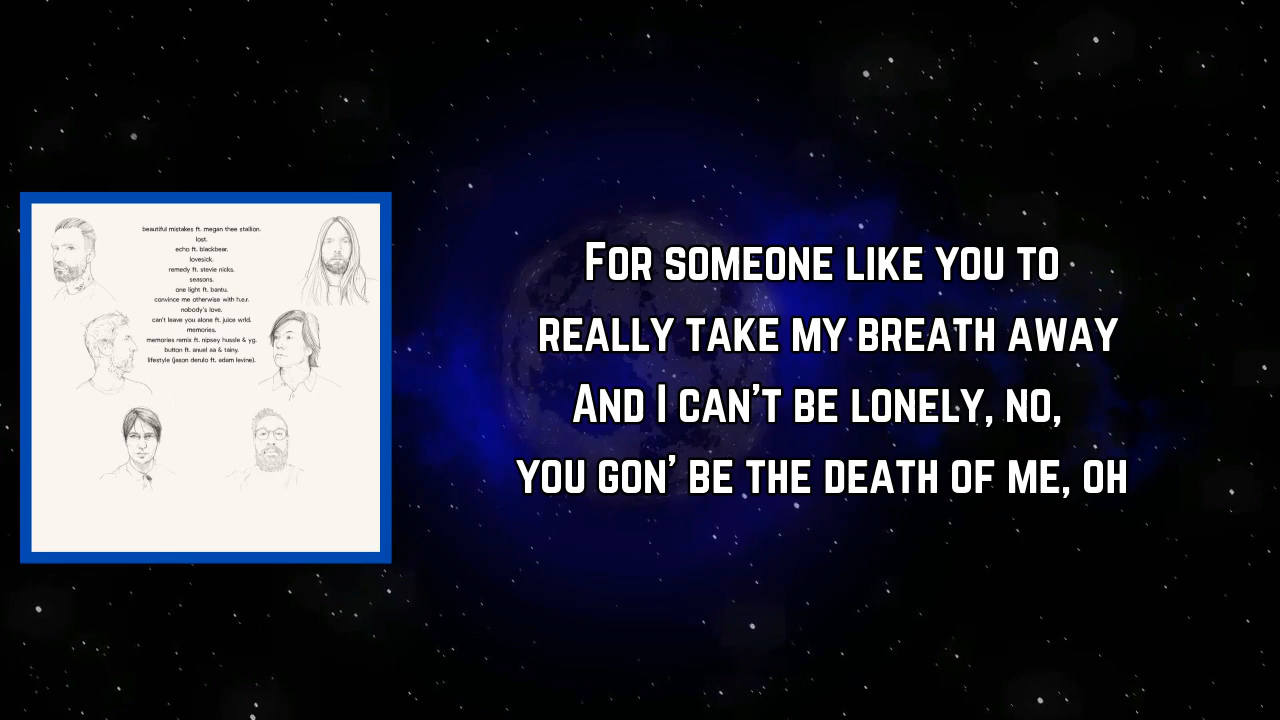 beautiful mistakes ft. megan thee stallion.
lost.
echo ft. blackbear.
lovesick.
remedy ft. stevie nicks.
seasons.
one light ft. bantu.
convince me otherwise with h.e.r.
nobody's love.
can't leave you alone ft. juice wrld.
memories.
memories remix ft. nipsey hussle & yg.
button ft. anuel aa & tainy.
lifestyle (jason derulo ft. adam levine).
For someone like you to
really take my breath away
And I can't be lonely, no,
you gon' be the death of me, oh